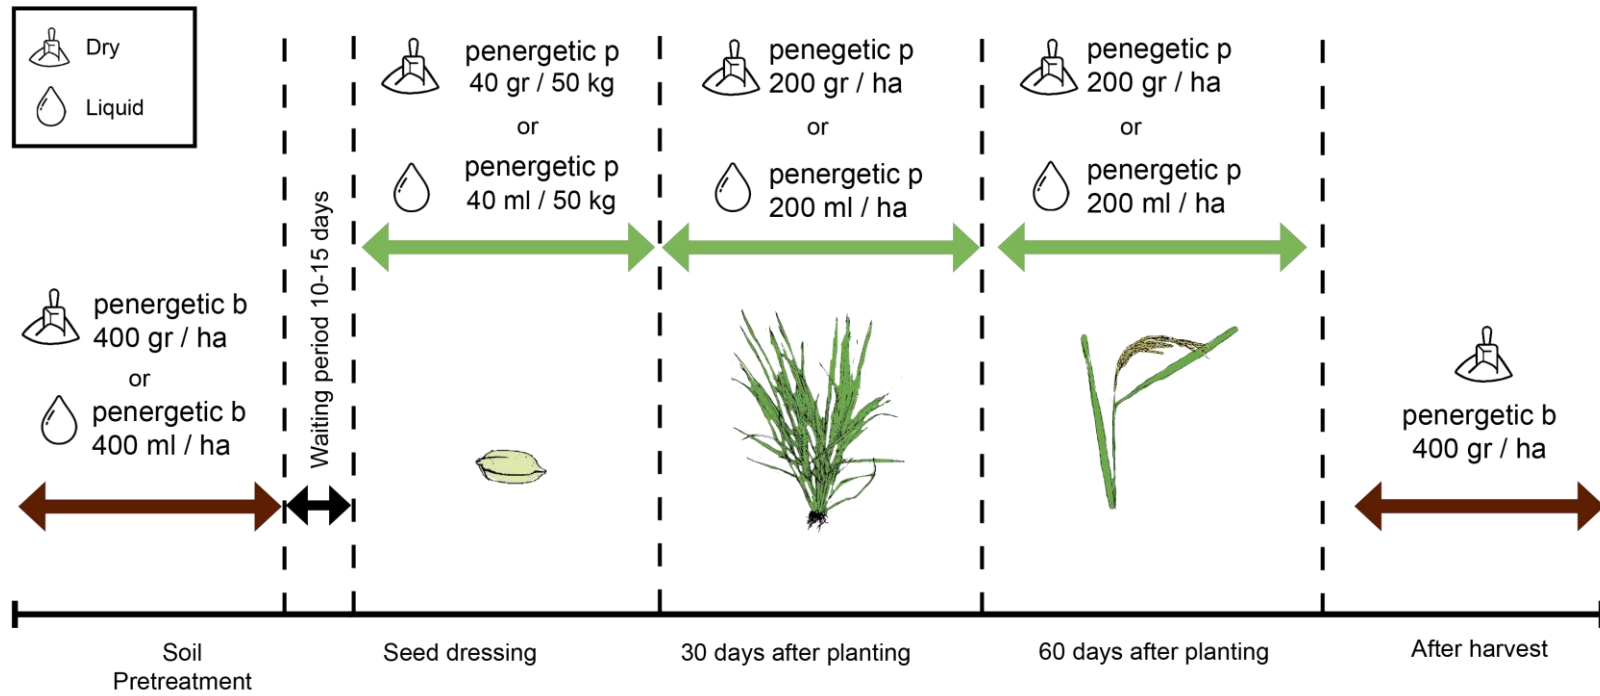 Dry
Liquid
penergetic b
400 gr / ha
or
penergetic b
400 ml / ha
Waiting period 10-15 days
penergetic p
40 gr / 50 kg
or
penergetic p
40 ml / 50 kg
penegetic p
200 gr / ha
or
penergetic p
200 ml / ha
penegetic p
200 gr / ha
or
penergetic p
200 ml / ha
penergetic b
400 gr / ha
Soil
Pretreatment
Seed dressing
30 days after planting
60 days after planting
After harvest